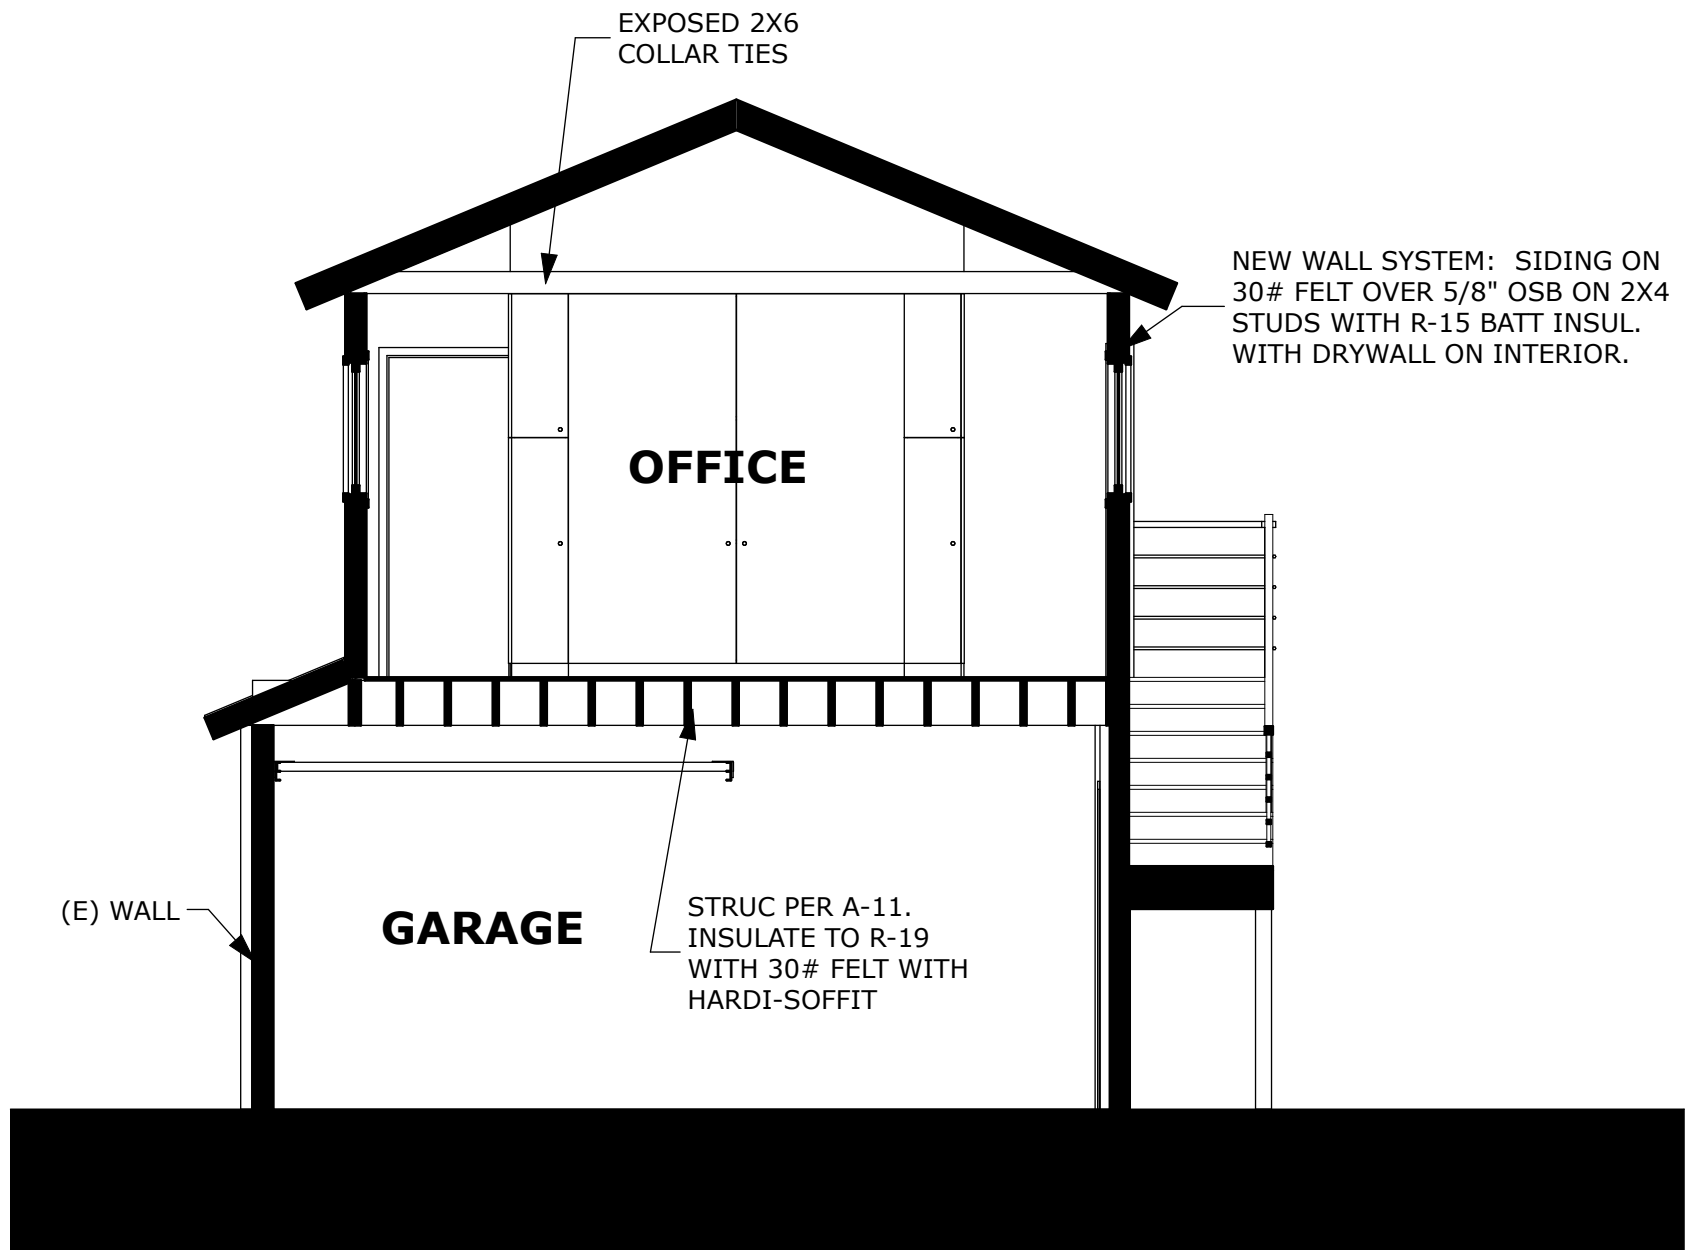 EXPOSED 2X6
COLLAR TIES
NEW WALL SYSTEM:  SIDING ON
30# FELT OVER 5/8" OSB ON 2X4
STUDS WITH R-15 BATT INSUL.
WITH DRYWALL ON INTERIOR.
OFFICE
(E) WALL
GARAGE
STRUC PER A-11.
INSULATE TO R-19
WITH 30# FELT WITH
HARDI-SOFFIT